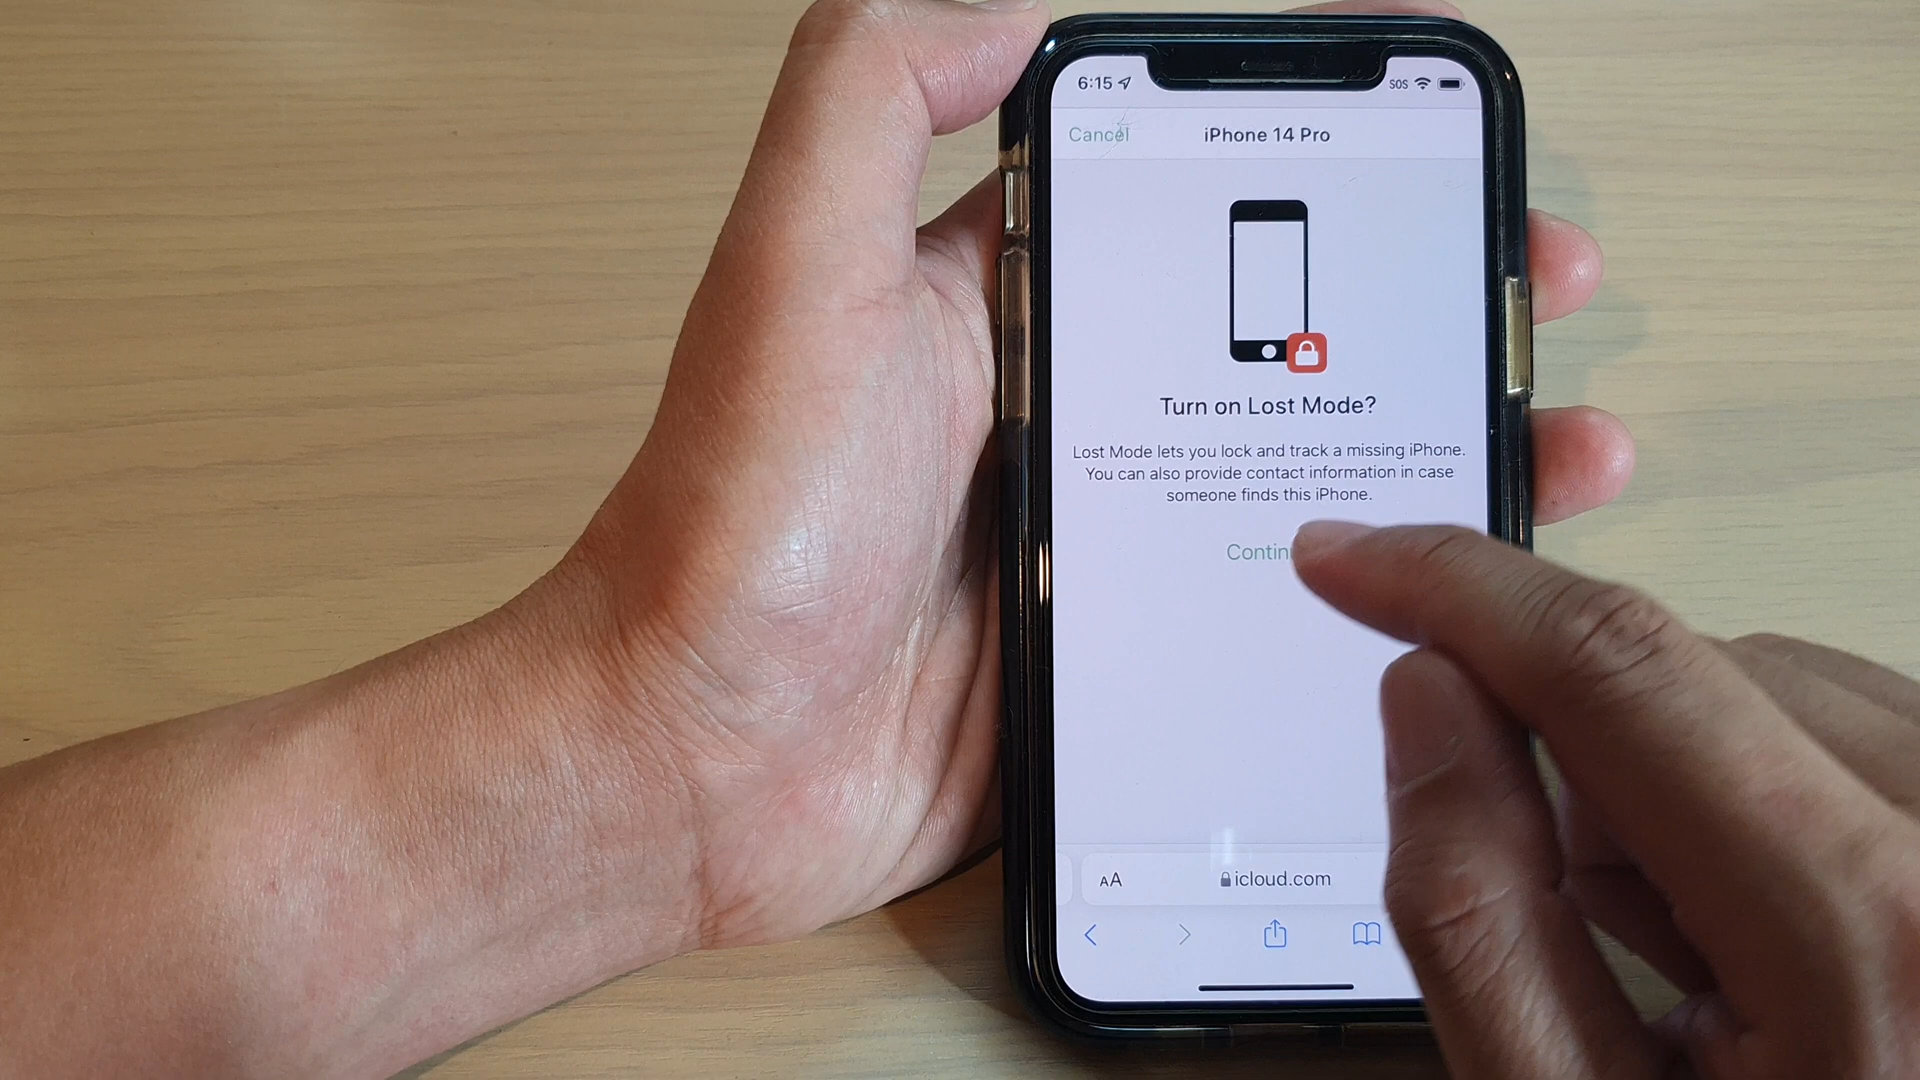 6:15
SOS
Cancel
iPhone 14 Pro
Turn on Lost Mode?
Lost Mode lets you lock and track a missing iPhone.
You can also provide contact information in case
someone finds this iPhone.
Contin
AA
icloud.com